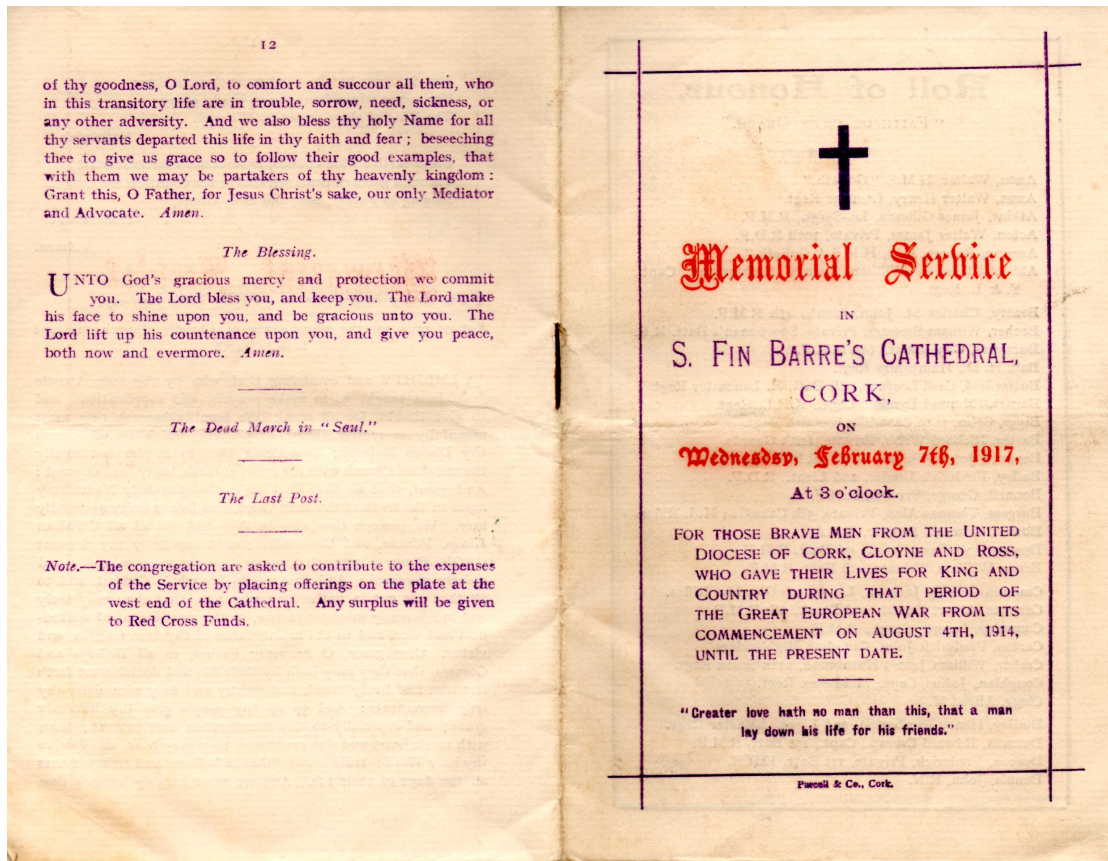 12
of thy goodness, O Lord, to comfort and succour all them, who
in this transitory life are in trouble, sorrow, need, sickness, or
any other adversity. And we also bless thy holy Name for all
thy servants departed this life in thy faith and fear ; beseeching
thee to give us grace so to follow their good examples, that
with them we may be partakers of thy heavenly kingdom :
Grant this, O Father, for Jesus Christ's sake, our only Mediator
and Advocate. Amen.
The Blessing.
UNTO God's gracious mercy and protection we commit
you. The Lord bless you, and keep you. The Lord make
his face to shine upon you, and be gracious unto you. The
Lord lift up his countenance upon you, and give you peace,
both now and evermore. Amen.
The Dead March in "Saul."
The Last Post.
Note.—The congregation are asked to contribute to the expenses
of the Service by placing offerings on the plate at the
west end of the Cathedral. Any surplus will be given
to Red Cross Funds.
Memorial Service
IN
S. FIN BARRE'S CATHEDRAL,
CORK,
ON
Wednesday, February 7th, 1917,
At 3 o'clock.
FOR THOSE BRAVE MEN FROM THE UNITED
DIOCESE OF CORK, CLOYNE AND ROSS,
WHO GAVE THEIR LIVES FOR KING AND
COUNTRY DURING THAT PERIOD OF
THE GREAT EUROPEAN WAR FROM ITS
COMMENCEMENT ON AUGUST 4TH, 1914,
UNTIL THE PRESENT DATE.
"Greater love hath no man than this, that a man
lay down his life for his friends."
Purcell & Co., Cork.